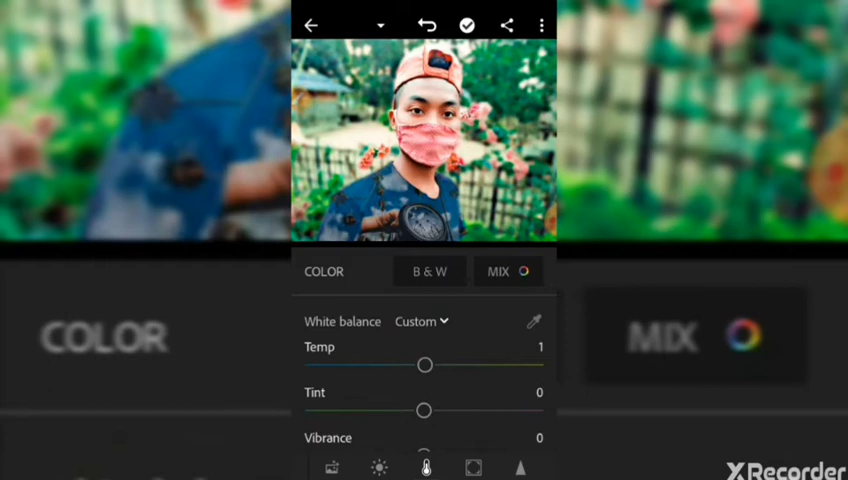 COLOR
B & W
MIX
White balance
Custom
Temp
1
Tint
0
Vibrance
0
COLOR
MIX
XRecorder